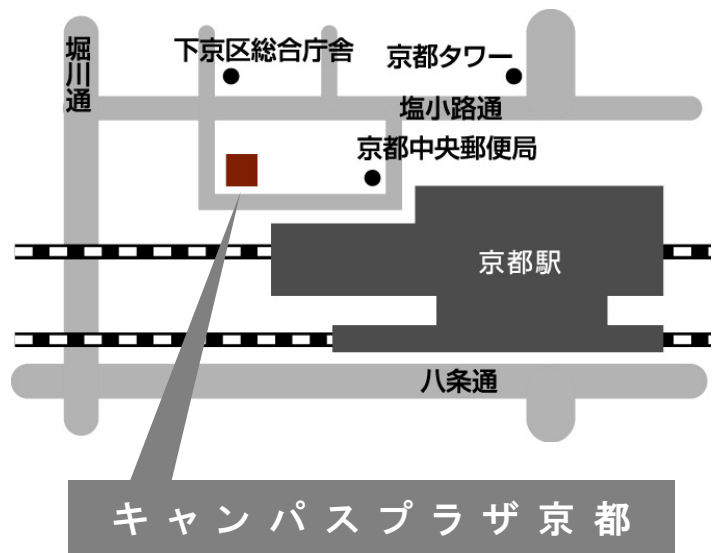 堀川通
下京区総合庁舎
京都タワー
塩小路通
京都中央郵便局
京都駅
八条通
キャンパスプラザ京都